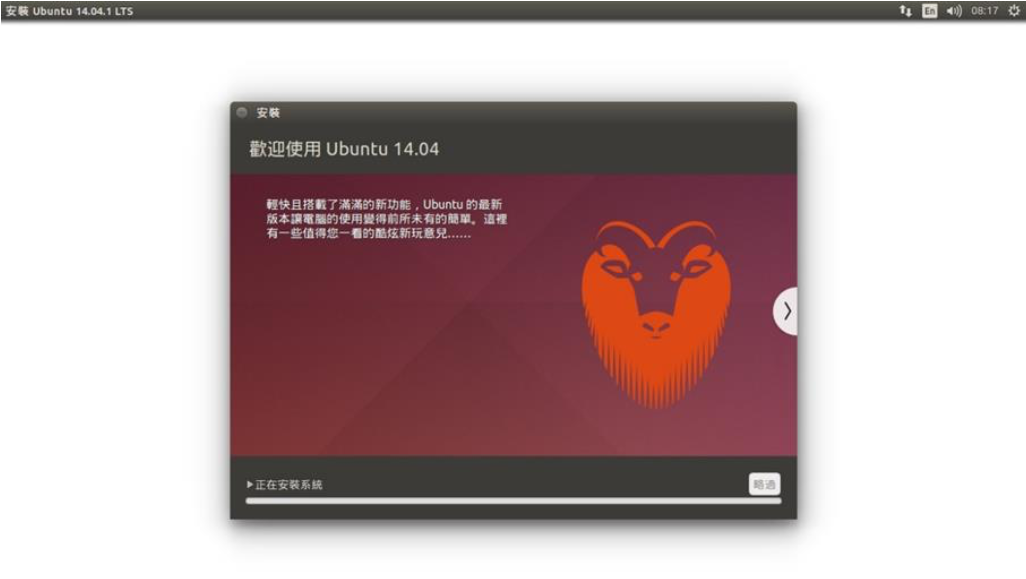 安裝 Ubuntu 14.04.1 LTS
En
08:17
安裝
歡迎使用 Ubuntu 14.04
輕快且搭載了滿滿的新功能，Ubuntu 的最新
版本讓電腦的使用變得前所未有的簡單。這裡
有一些值得您一看的酷炫新玩意兒......
正在安裝系統
略過